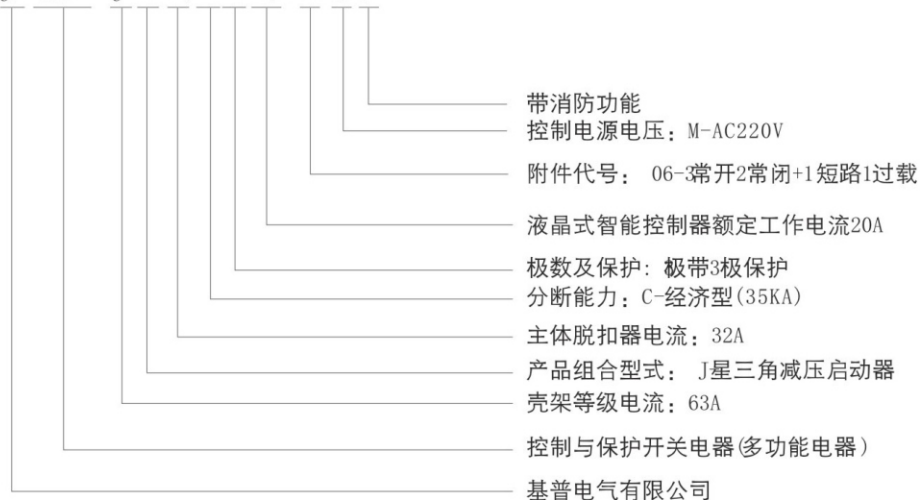 带消防功能
控制电源电压：M-AC220V
附件代号： 06-3常开2常闭+1短路1过载
液晶式智能控制器额定工作电流20A
极数及保护：极带3极保护
分断能力：C-经济型(35KA)
主体脱扣器电流：32A
产品组合型式： J星三角减压启动器
壳架等级电流：63A
控制与保护开关电器(多功能电器)
基普电气有限公司